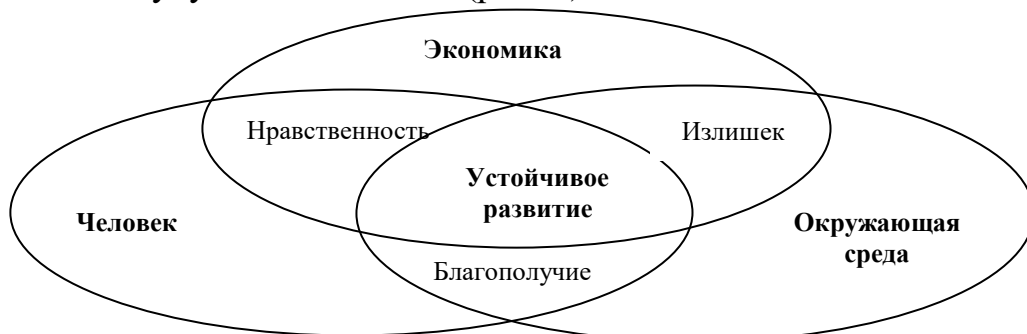 Экономика
Нравственность
Излишек
Устойчивое
развитие
Человек
Окружающая
среда
Благополучие